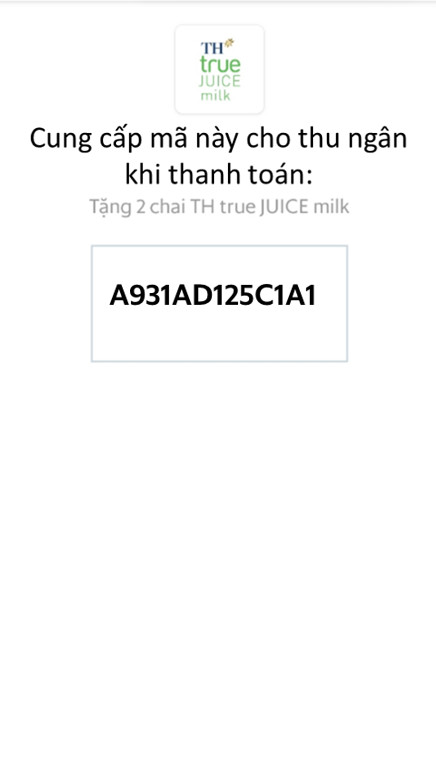 TH
true
JUICE
milk
Cung cấp mã này cho thu ngân
khi thanh toán:
Tặng 2 chai TH true JUICE milk
A931AD125C1A1